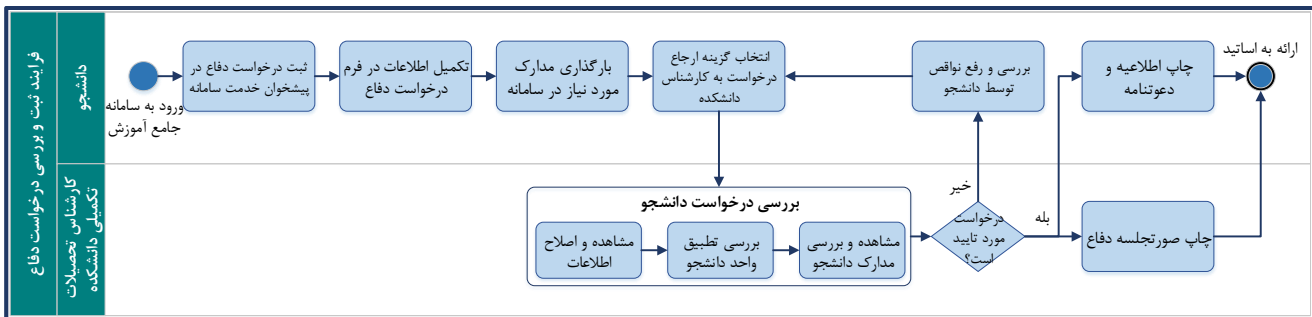 فرایند ثبت و بررسی درخواست دفاع
دانشجو
ورود به سامانه
جامع آموزش
ثبت درخواست دفاع در
پیشخوان خدمت سامانه
تکمیل اطلاعات در فرم
درخواست دفاع
بارگذاری مدارک
مورد نیاز در سامانه
انتخاب گزینه ارجاع
درخواست به کارشناس
دانشکده
بررسی و رفع نواقص
توسط دانشجو
چاپ اطلاعیه و
دعوتنامه
ارائه به اساتید
کارشناس تحصیلات
تکمیلی دانشکده
بررسی درخواست دانشجو
مشاهده و اصلاح
اطلاعات
بررسی تطبیق
واحد دانشجو
مشاهده و بررسی
مدارک دانشجو
درخواست
مورد تایید
است؟
خیر
بله
چاپ صورتجلسه دفاع